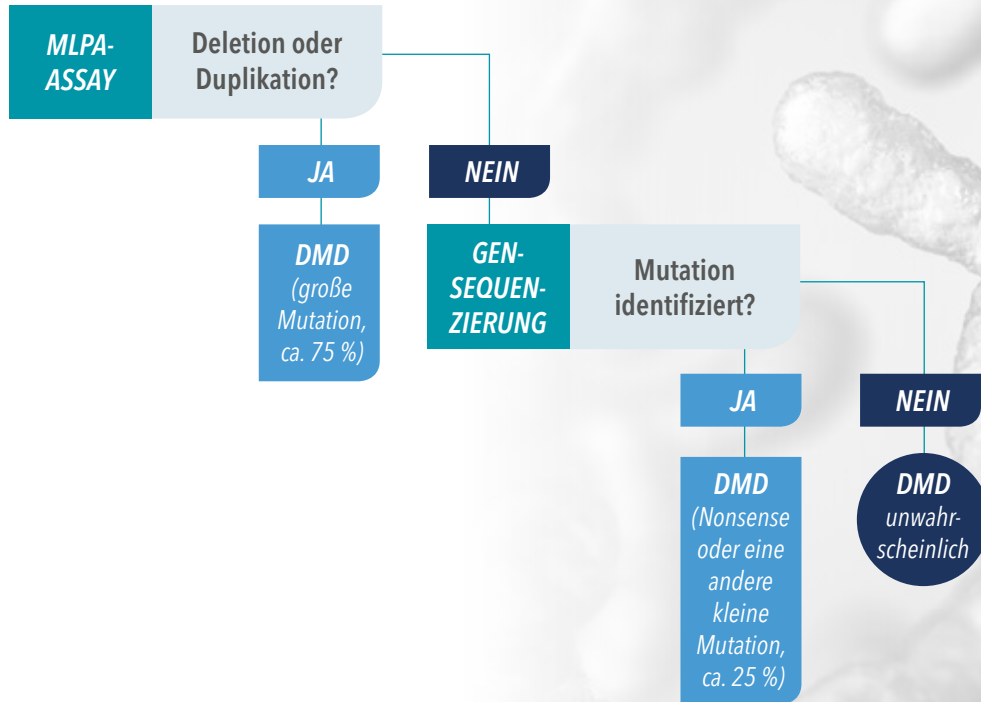 MLPA-
ASSAY
Deletion oder
Duplikation?
JA
NEIN
DMD
(große
Mutation,
ca. 75 %)
GEN-
SEQUEN-
ZIERUNG
Mutation
identifiziert?
JA
NEIN
DMD
(Nonsense
oder eine
andere
kleine
Mutation,
ca. 25 %)
DMD
unwahr-
scheinlich